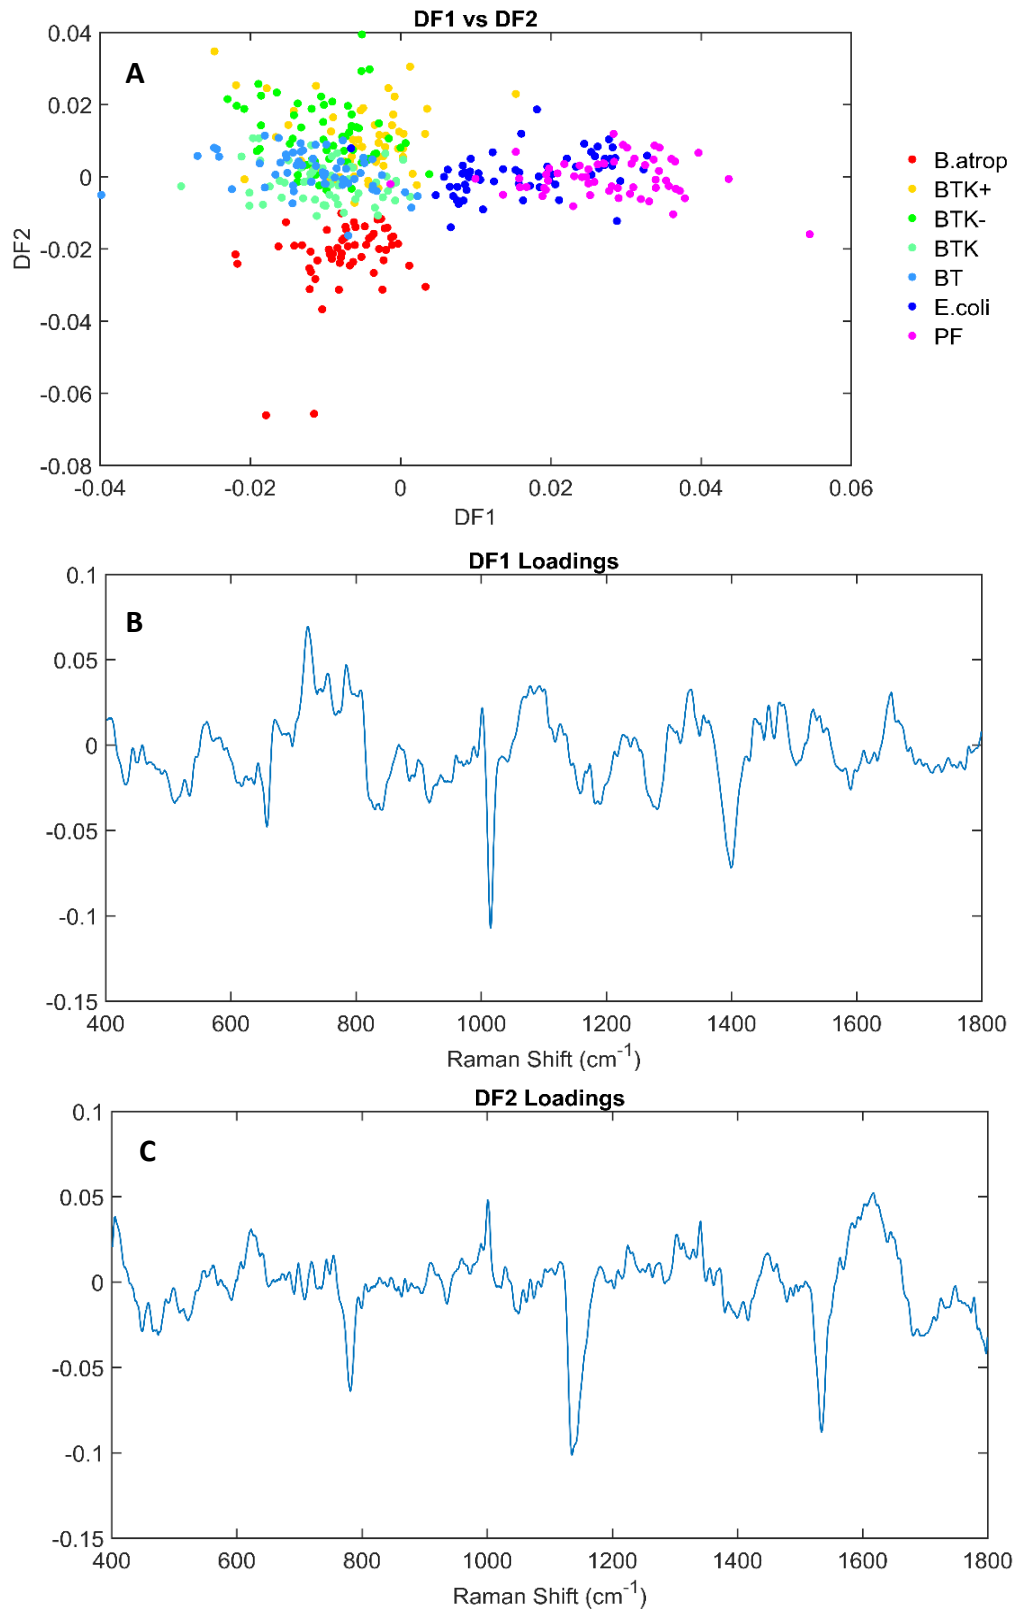 DF1 vs DF2
A
0.04
0.02
0
-0.02
-0.04
-0.06
-0.08
DF2
-0.04
-0.02
0
0.02
0.04
0.06
DF1
B.atrop
BTK+
BTK-
BTK
BT
E.coli
PF
DF1 Loadings
B
0.1
0.05
0
-0.05
-0.1
-0.15
400
600
800
1000
1200
1400
1600
1800
Raman Shift (cm⁻¹)
DF2 Loadings
C
0.1
0.05
0
-0.05
-0.1
-0.15
400
600
800
1000
1200
1400
1600
1800
Raman Shift (cm⁻¹)